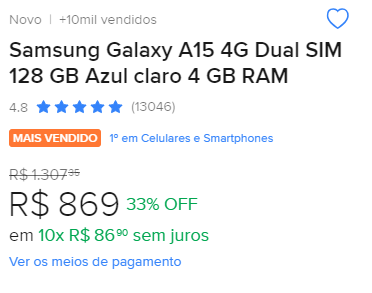 Novo | +10mil vendidos
Samsung Galaxy A15 4G Dual SIM
128 GB Azul claro 4 GB RAM
4.8 (13046)
MAIS VENDIDO 1º em Celulares e Smartphones
R$ 1.307 35
R$ 869 33% OFF
em 10x R$ 86 90 sem juros
Ver os meios de pagamento